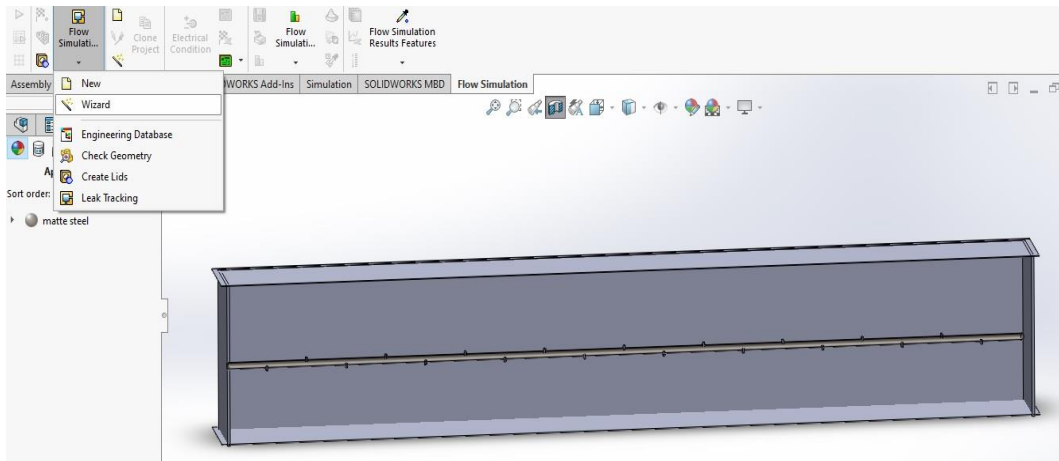 Flow
Simulati...
Clone
Project
Electrical
Condition
Flow
Simulati...
Flow Simulation
Results Features
Assembly
WORKS Add-Ins
Simulation
SOLIDWORKS MBD
Flow Simulation
New
Wizard
Engineering Database
Check Geometry
Create Lids
Leak Tracking
Sort order:
matte steel